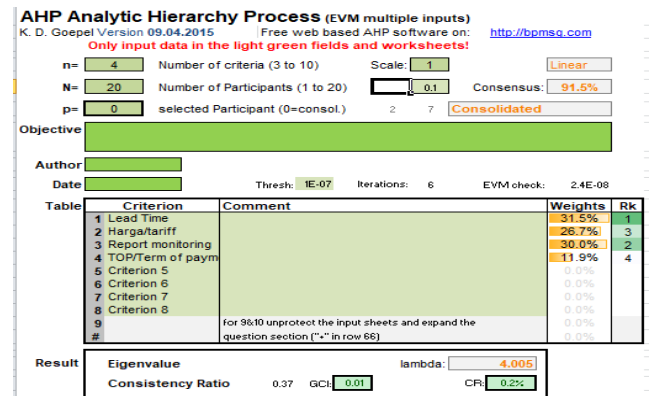 AHP Analytic Hierarchy Process (EVM multiple inputs)
K. D. Goepel Version 09.04.2015 Free web based AHP software on: http://bpmsg.com
Only input data in the light green fields and worksheets!
n= 4 Number of criteria (3 to 10) Scale: 1 Linear
N= 20 Number of Participants (1 to 20) 0.1 Consensus: 91.5%
p= 0 selected Participant (0=consol.) 2 7 Consolidated
Objective
Author
Date Thresh: 1E-07 Iterations: 6 EVM check: 2.4E-08
Table Criterion Comment Weights Rk
1 Lead Time 31.5% 1
2 Harga/tariff 26.7% 3
3 Report monitoring 30.0% 2
4 TOP/Term of paym 11.9% 4
5 Criterion 5 0.0%
6 Criterion 6 0.0%
7 Criterion 7 0.0%
8 Criterion 8 0.0%
9 for 9&10 unprotect the input sheets and expand the 0.0%
# question section ("+" in row 66) 0.0%
Result Eigenvalue lambda: 4.005
Consistency Ratio 0.37 GCI: 0.01 CR: 0.2%